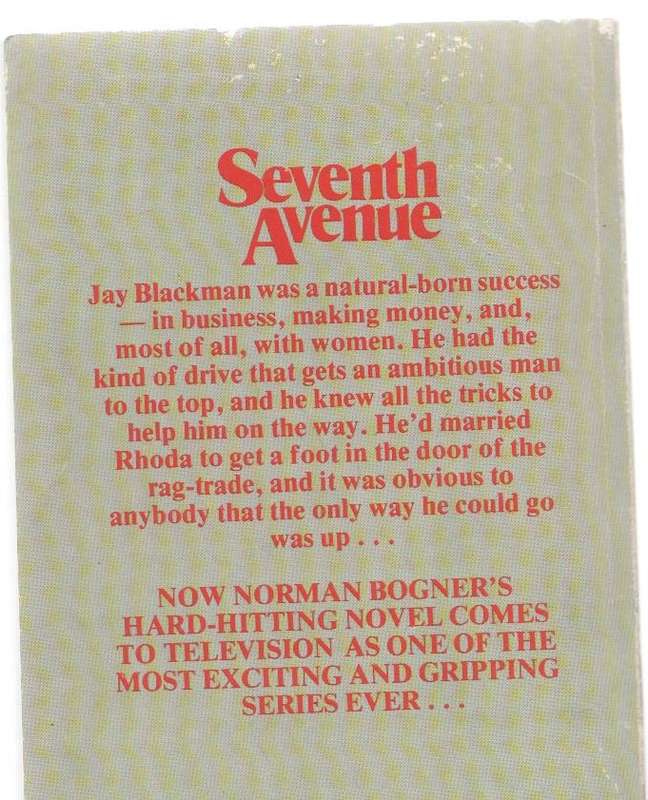 Seventh
Avenue
Jay Blackman was a natural-born success
— in business, making money, and,
most of all, with women. He had the
kind of drive that gets an ambitious man
to the top, and he knew all the tricks to
help him on the way. He’d married
Rhoda to get a foot in the door of the
rag-trade, and it was obvious to
anybody that the only way he could go
was up . . .
NOW NORMAN BOGNER’S
HARD-HITTING NOVEL COMES
TO TELEVISION AS ONE OF THE
MOST EXCITING AND GRIPPING
SERIES EVER . . .